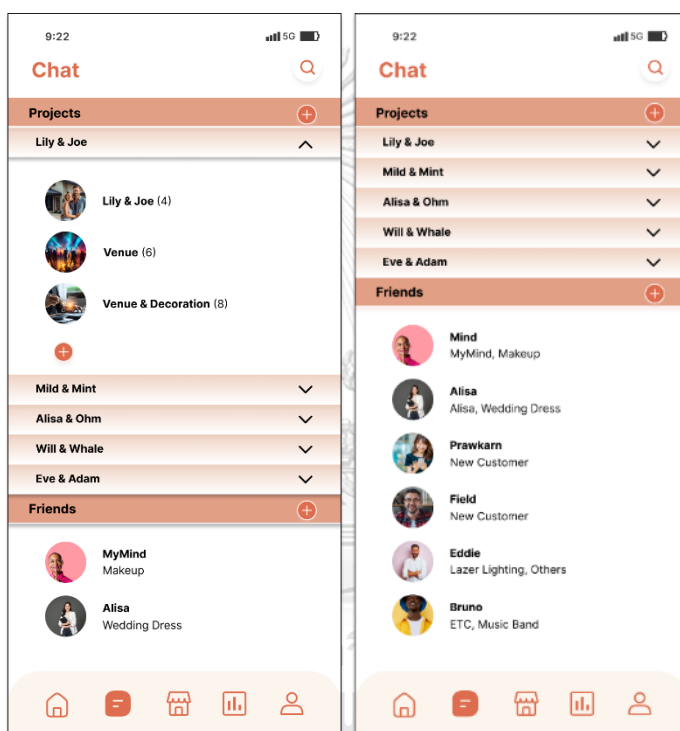 9:22
5G
Chat
Projects
Lily & Joe
Lily & Joe (4)
Venue (6)
Venue & Decoration (8)
Mild & Mint
Alisa & Ohm
Will & Whale
Eve & Adam
Friends
MyMind
Makeup
Alisa
Wedding Dress
9:22
5G
Chat
Projects
Lily & Joe
Mild & Mint
Alisa & Ohm
Will & Whale
Eve & Adam
Friends
Mind
MyMind, Makeup
Alisa
Alisa, Wedding Dress
Prawkarn
New Customer
Field
New Customer
Eddie
Lazer Lighting, Others
Bruno
ETC, Music Band